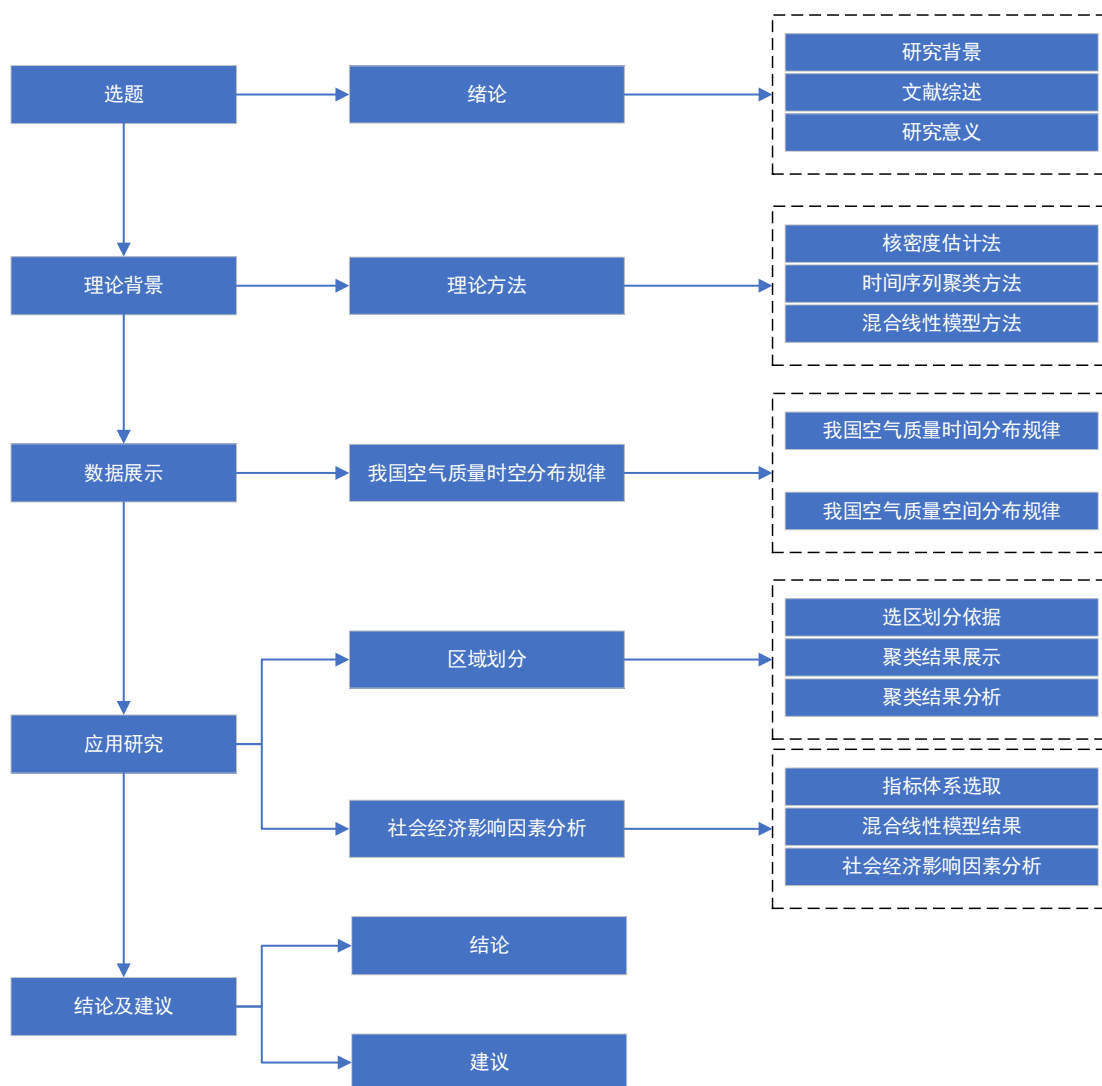 选题
绪论
研究背景
文献综述
研究意义
理论背景
理论方法
核密度估计法
时间序列聚类方法
混合线性模型方法
数据展示
我国空气质量时空分布规律
我国空气质量时间分布规律
我国空气质量空间分布规律
应用研究
区域划分
选区划分依据
聚类结果展示
聚类结果分析
社会经济影响因素分析
指标体系选取
混合线性模型结果
社会经济影响因素分析
结论及建议
结论
建议